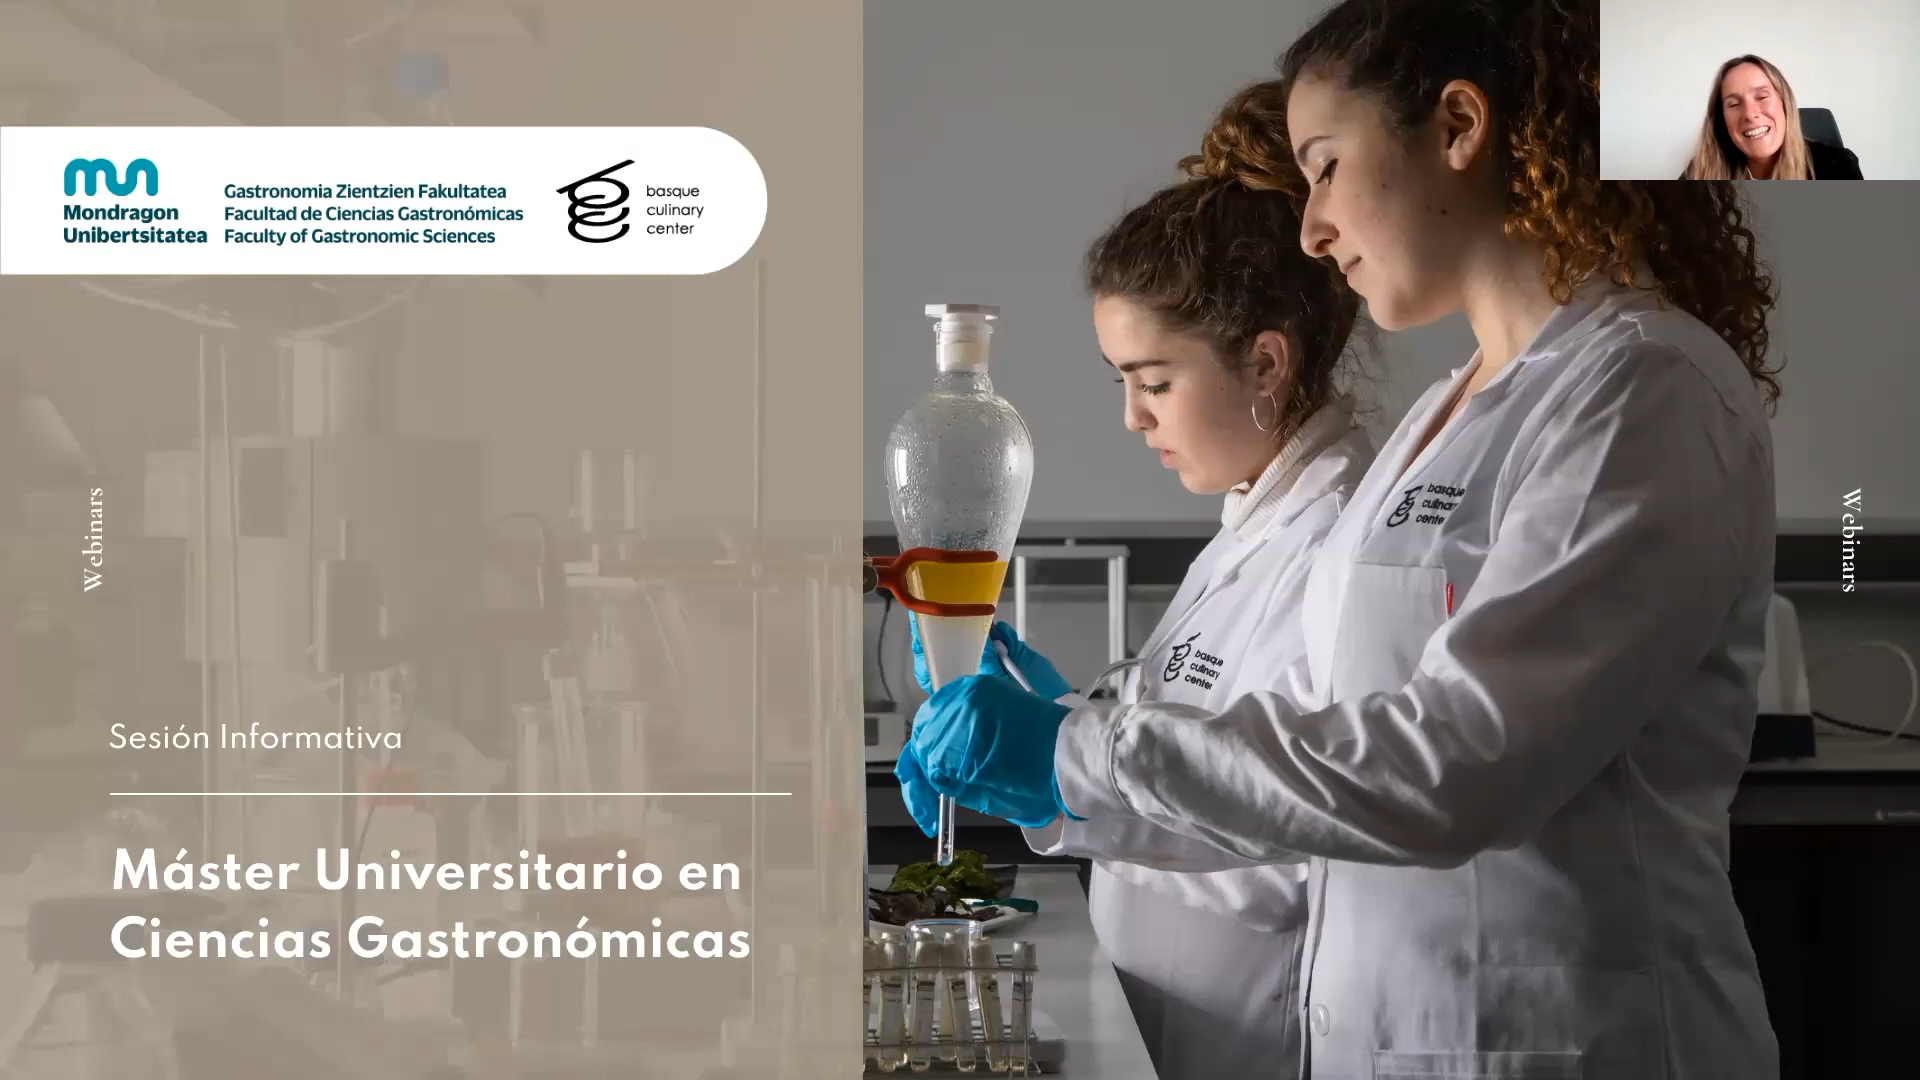 Mondragon
Unibertsitatea
Gastronomia Zientzien Fakultatea
Facultad de Ciencias Gastronómicas
Faculty of Gastronomic Sciences
basque
culinary
center
Webinars
Sesión Informativa
Máster Universitario en
Ciencias Gastronómicas
basque
culinary
center
basque
culinary
center
Webinars